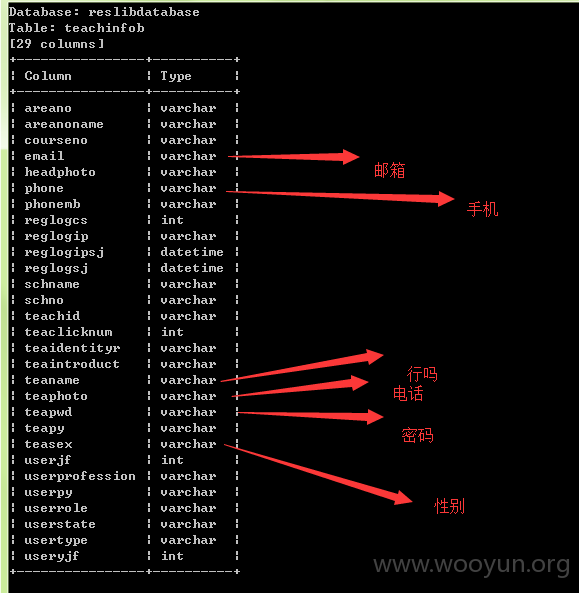 Database: reslibdatabase
Table: teachinfob
[29 columns]
+-----------------+----------+
¦ Column ¦ Type ¦
+-----------------+----------+
¦ areano ¦ varchar ¦
¦ areanoname ¦ varchar ¦
¦ courseno ¦ varchar ¦
¦ email ¦ varchar ¦
邮箱
¦ headphoto ¦ varchar ¦
¦ phone ¦ varchar ¦
手机
¦ phonemb ¦ varchar ¦
¦ reglogcs ¦ int ¦
¦ reglogip ¦ varchar ¦
¦ reglogipsj ¦ datetime ¦
¦ reglogsj ¦ datetime ¦
¦ schname ¦ varchar ¦
¦ schno ¦ varchar ¦
¦ teachid ¦ varchar ¦
¦ teaclicknum ¦ int ¦
¦ teaidentityr ¦ varchar ¦
¦ teaintroduct ¦ varchar ¦
¦ teaname ¦ varchar ¦
行吗
¦ teaphoto ¦ varchar ¦
电话
¦ teapwd ¦ varchar ¦
密码
¦ teapy ¦ varchar ¦
¦ teasex ¦ varchar ¦
性别
¦ userjf ¦ int ¦
¦ userprofession ¦ varchar ¦
¦ userpy ¦ varchar ¦
¦ userrole ¦ varchar ¦
¦ userstate ¦ varchar ¦
¦ usertype ¦ varchar ¦
¦ useryjf ¦ int ¦
+-----------------+----------+
www.wooyun.org